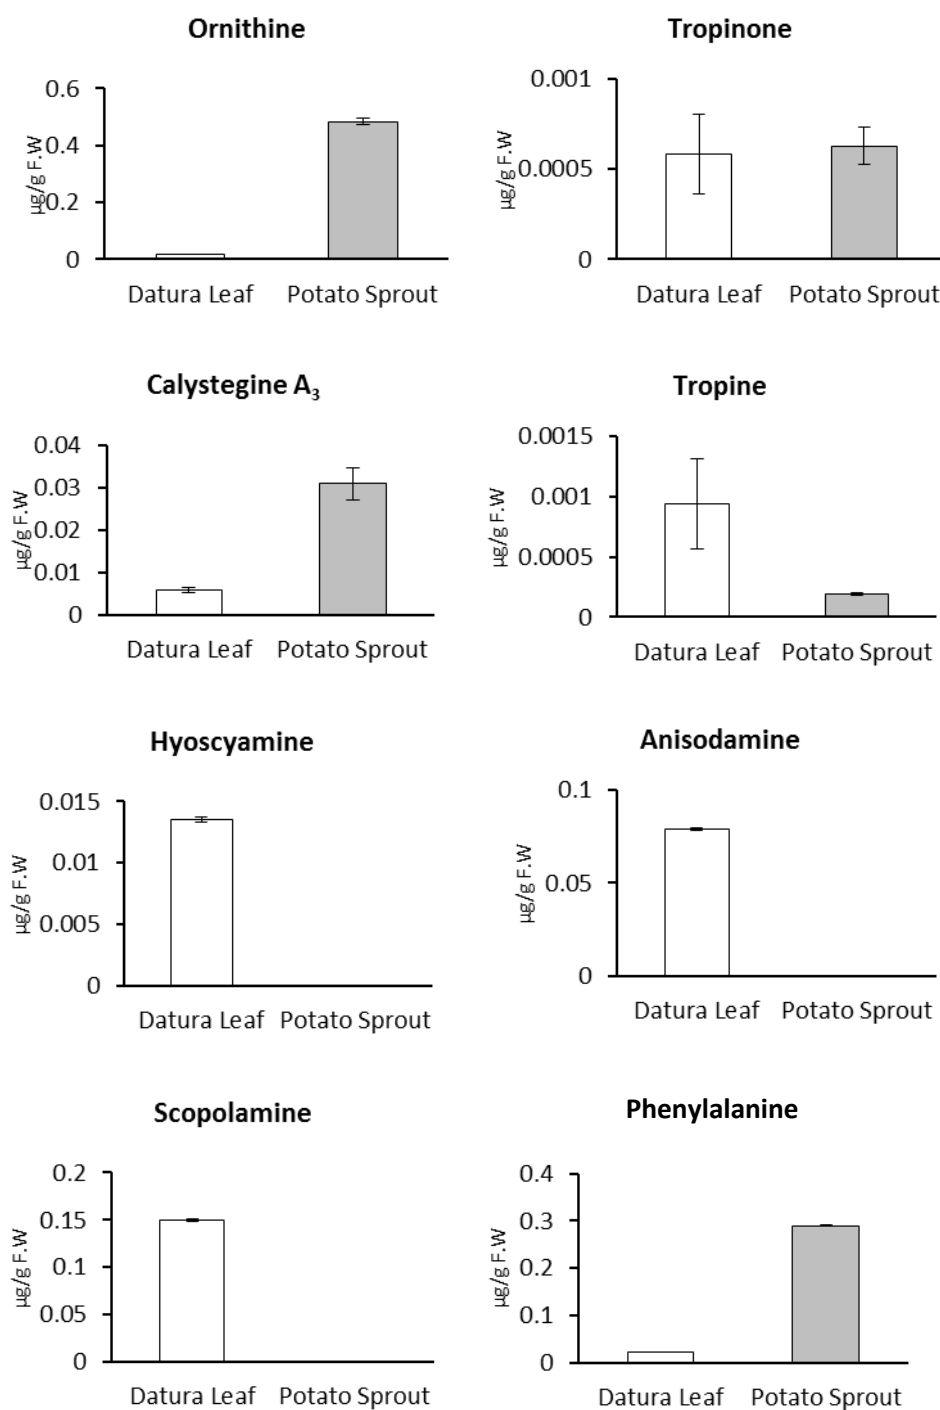 Ornithine
0.6
0.4
0.2
0
µg/g F.W
Datura Leaf Potato Sprout
Tropinone
0.001
0.0005
0
µg/g F.W
Datura Leaf Potato Sprout
Calystegine A₃
0.04
0.03
0.02
0.01
0
µg/g F.W
Datura Leaf Potato Sprout
Tropine
0.0015
0.001
0.0005
0
µg/g F.W
Datura Leaf Potato Sprout
Hyoscyamine
0.015
0.01
0.005
0
µg/g F.W
Datura Leaf Potato Sprout
Anisodamine
0.1
0.05
0
µg/g F.W
Datura Leaf Potato Sprout
Scopolamine
0.2
0.15
0.1
0.05
0
µg/g F.W
Datura Leaf Potato Sprout
Phenylalanine
0.4
0.3
0.2
0.1
0
µg/g F.W
Datura Leaf Potato Sprout